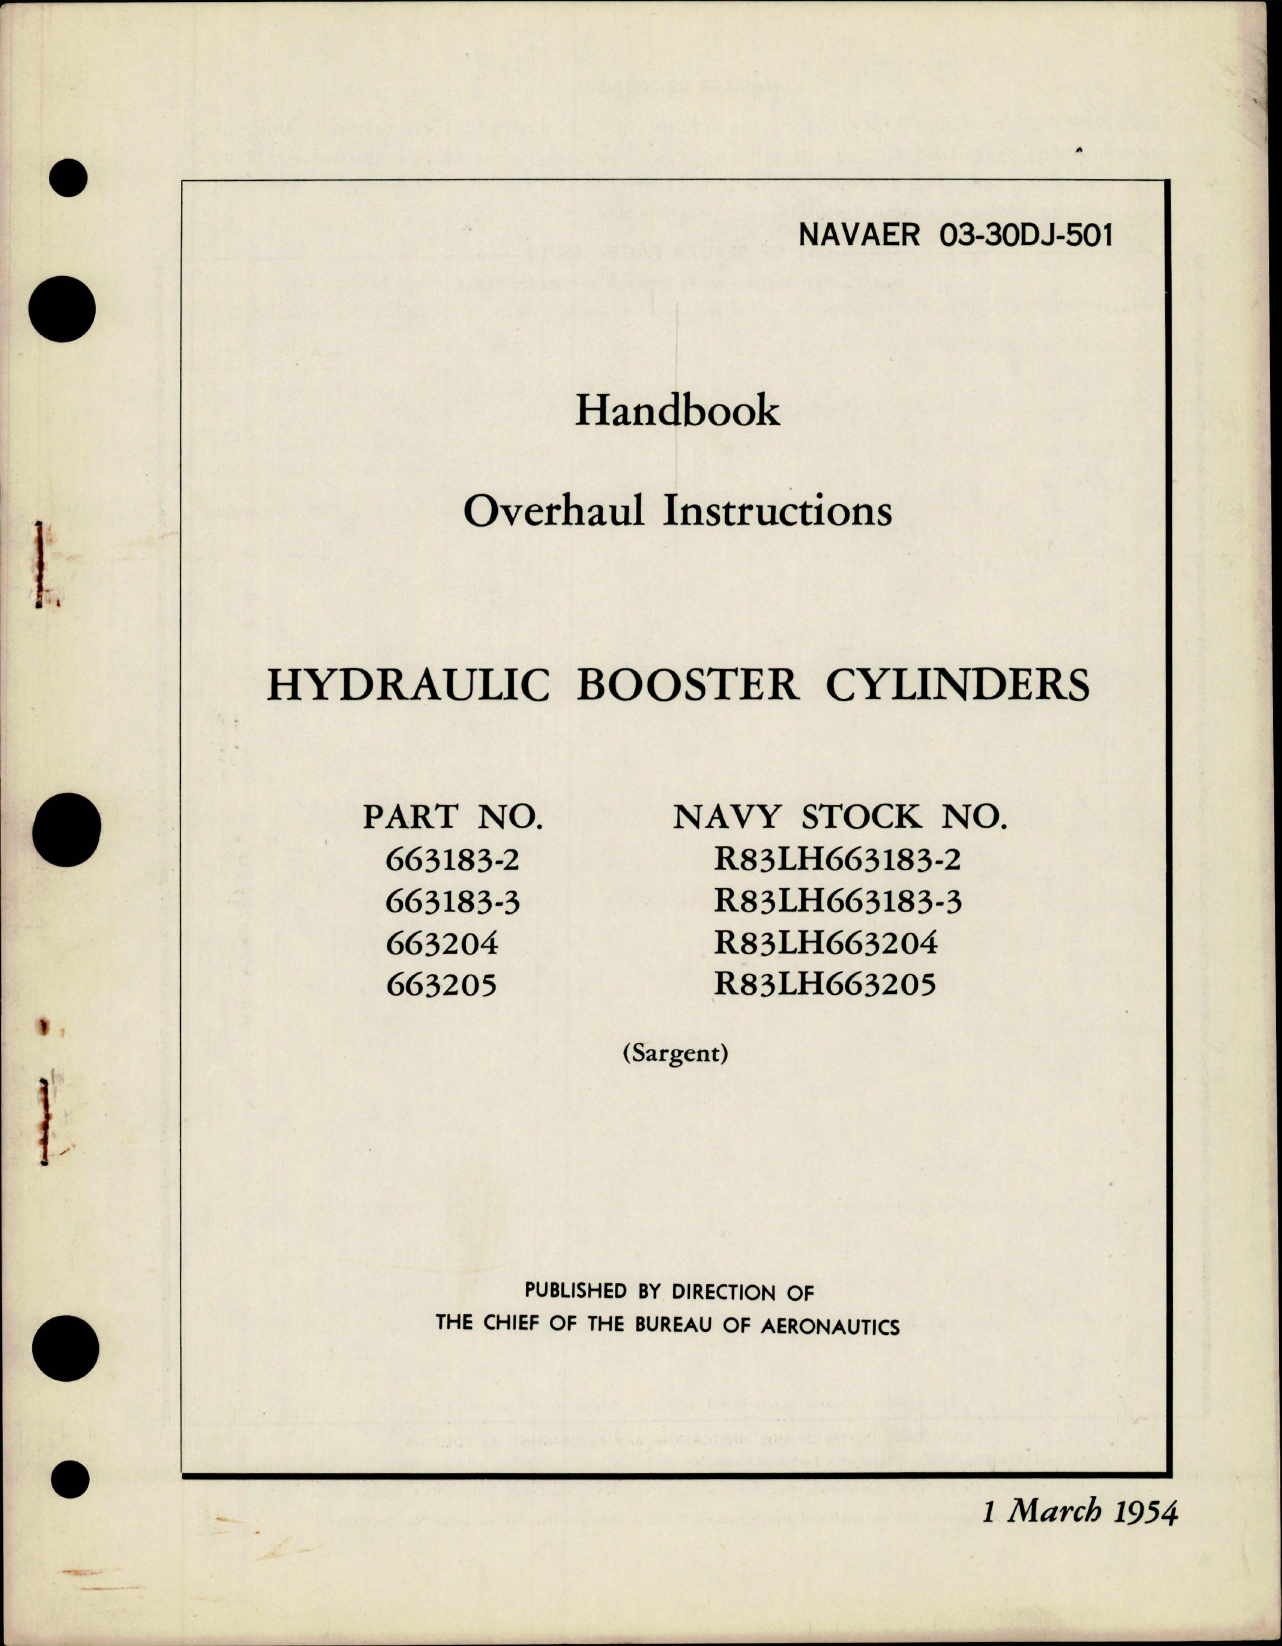 NAVAER 03-30DJ-501
Handbook
Overhaul Instructions
HYDRAULIC BOOSTER CYLINDERS
PART NO. NAVY STOCK NO.
663183-2 R83LH663183-2
663183-3 R83LH663183-3
663204 R83LH663204
663205 R83LH663205
(Sargent)
PUBLISHED BY DIRECTION OF
THE CHIEF OF THE BUREAU OF AERONAUTICS
1 March 1954